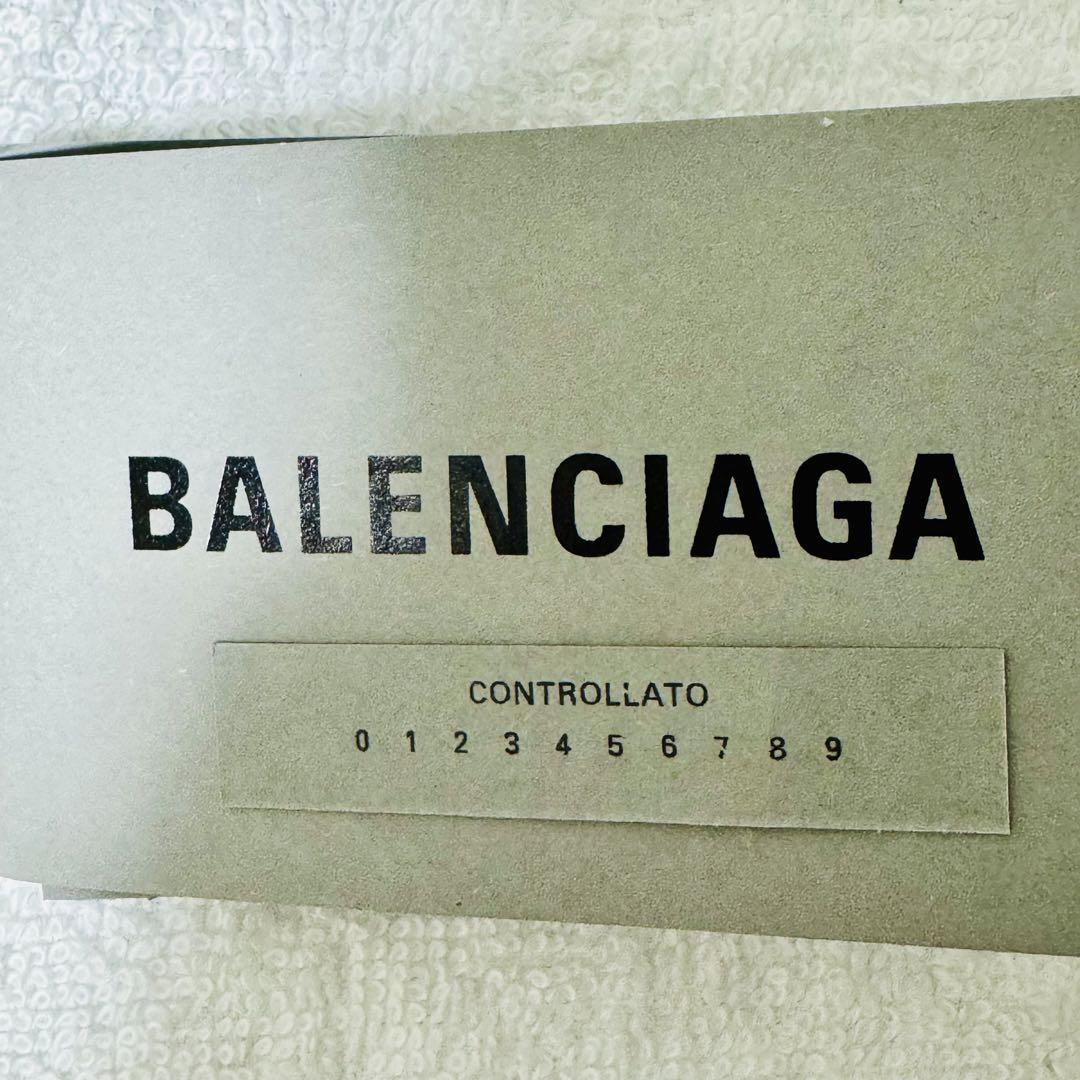 BALENCIAGA
CONTROLLATO
0 1 2 3 4 5 6 7 8 9